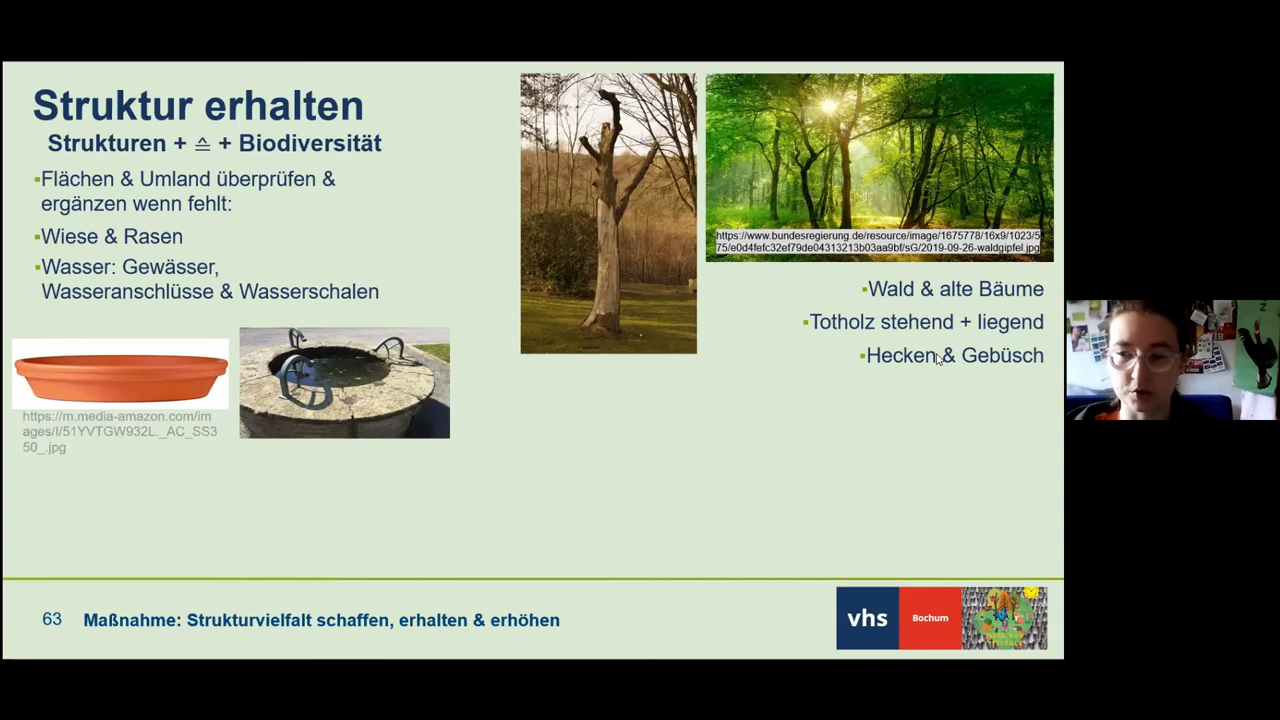 Struktur erhalten
Strukturen + ≙ + Biodiversität
▪Flächen & Umland überprüfen &
ergänzen wenn fehlt:
▪Wiese & Rasen
▪Wasser: Gewässer,
Wasseranschlüsse & Wasserschalen
https://m.media-amazon.com/im
ages/I/51YVTGW932L._AC_SS3
50_.jpg
https://www.bundesregierung.de/resource/image/1675778/16x9/1023/5
75/e0d4fefc32ef79de04313213b03aa9bf/sG/2019-09-26-waldgipfel.jpg
▪Wald & alte Bäume
▪Totholz stehend + liegend
▪Hecken & Gebüsch
63 Maßnahme: Strukturvielfalt schaffen, erhalten & erhöhen
vhs Bochum